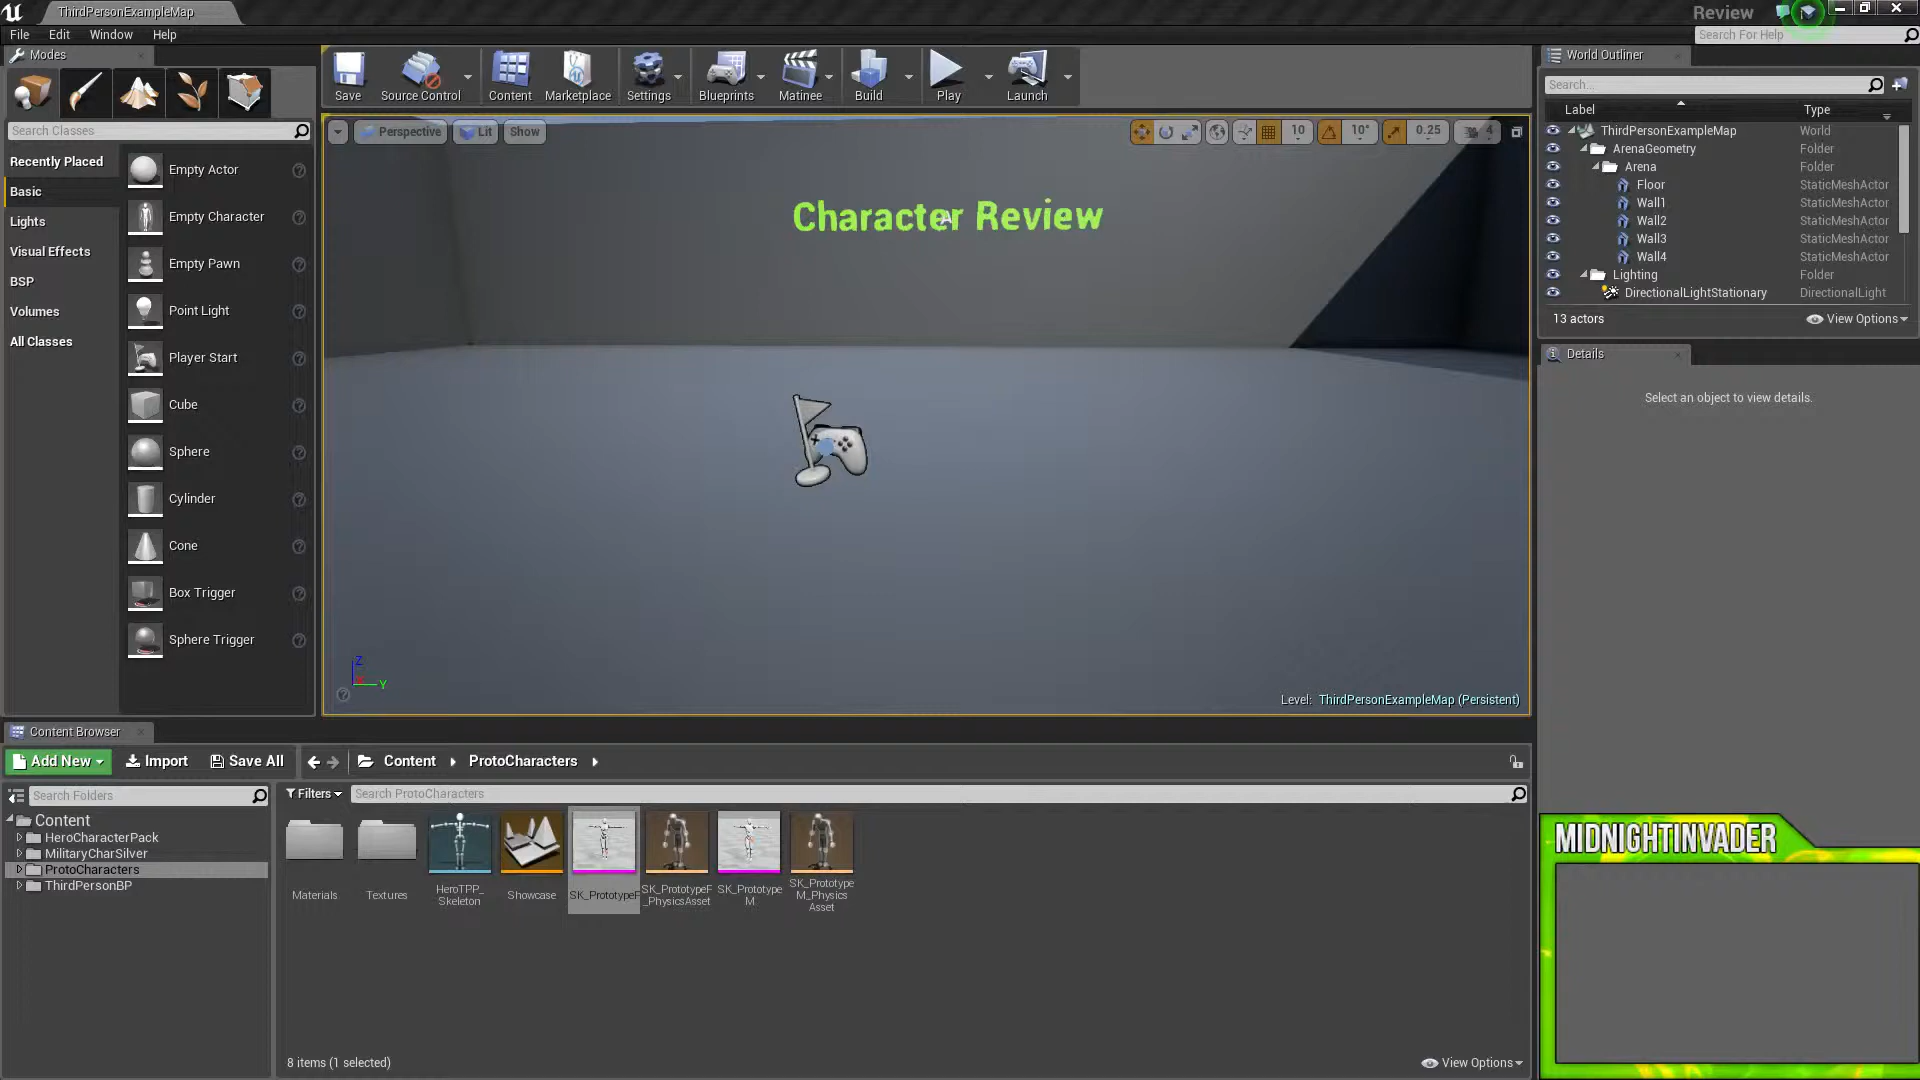 ThirdPersonExampleMap
Review
File Edit Window Help
Search For Help
Modes
Search Classes
Recently Placed
Basic
Lights
Visual Effects
BSP
Volumes
All Classes
Empty Actor
Empty Character
Empty Pawn
Point Light
Player Start
Cube
Sphere
Cylinder
Cone
Box Trigger
Sphere Trigger
Save
Source Control
Content
Marketplace
Settings
Blueprints
Matinee
Build
Play
Launch
Perspective Lit Show
10 10° 0.25 4
Character Review
Z
Y
Level: ThirdPersonExampleMap (Persistent)
World Outliner
Search...
Label Type
ThirdPersonExampleMap World
ArenaGeometry Folder
Arena Folder
Floor StaticMeshActor
Wall1 StaticMeshActor
Wall2 StaticMeshActor
Wall3 StaticMeshActor
Wall4 StaticMeshActor
Lighting Folder
DirectionalLightStationary DirectionalLight
13 actors View Options
Details
Select an object to view details.
Content Browser
Add New Import Save All Content ProtoCharacters
Search Folders
Filters Search ProtoCharacters
Content
HeroCharacterPack
MilitaryCharSilver
ProtoCharacters
ThirdPersonBP
Materials
Textures
HeroTPP_
Skeleton
Showcase
SK_PrototypeF
SK_PrototypeF
_PhysicsAsset
SK_Prototype
M
SK_Prototype
M_Physics
Asset
8 items (1 selected) View Options
MIDNIGHTINVADER